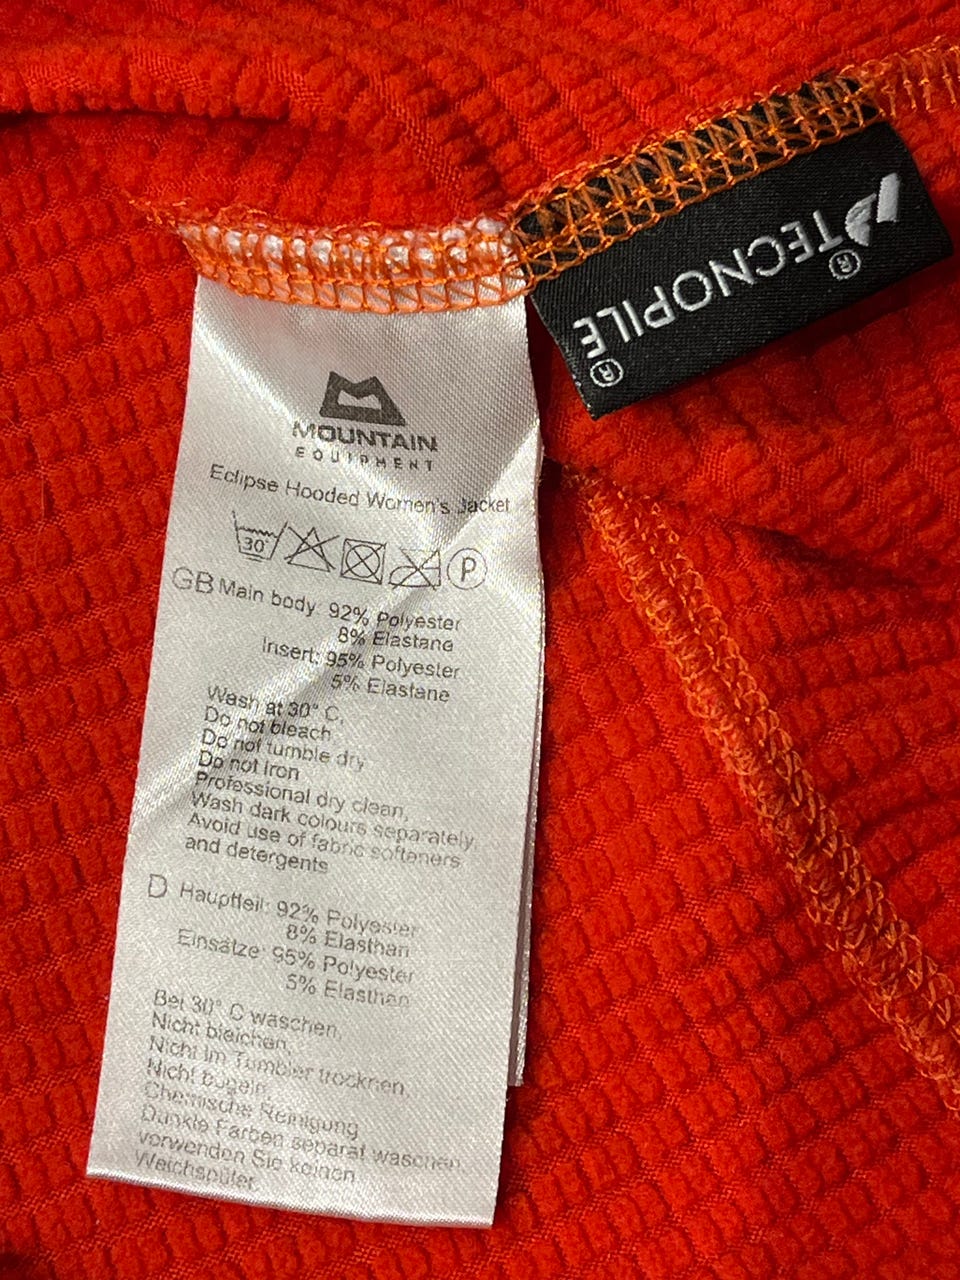 MOUNTAIN
EQUIPMENT
Eclipse Hooded Women's Jacket
30° P
GB Main body: 92% Polyester
8% Elastane
Insert: 95% Polyester
5% Elastane
Wash at 30° C,
Do not bleach
Do not tumble dry
Do not Iron
Professional dry clean,
Wash dark colours separately,
Avoid use of fabric softeners
and detergents
D Hauptteil: 92% Polyester
8% Elasthan
Einsätze: 95% Polyester
5% Elasthan
Bei 30° C waschen,
Nicht bleichen,
Nicht im Tumbler trocknen,
Nicht bügeln
Chemische Reinigung
Dunkle Farben separat waschen
verwenden Sie keinen
Weichspüler
TECNOPILE
®
®